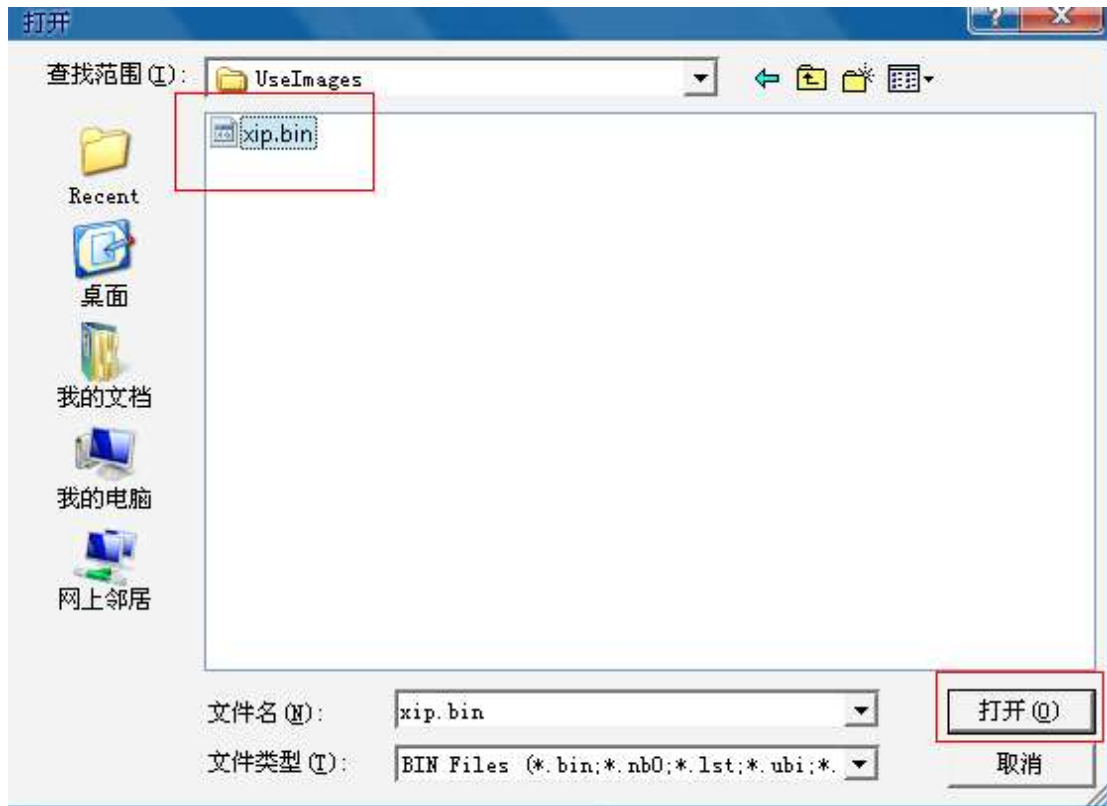 打开
查找范围(I): UseImages
xip.bin
Recent
桌面
我的文档
我的电脑
网上邻居
文件名(N): xip.bin 打开(O)
文件类型(T): BIN Files (*.bin;*.nb0;*.lst;*.ubi;*. 取消